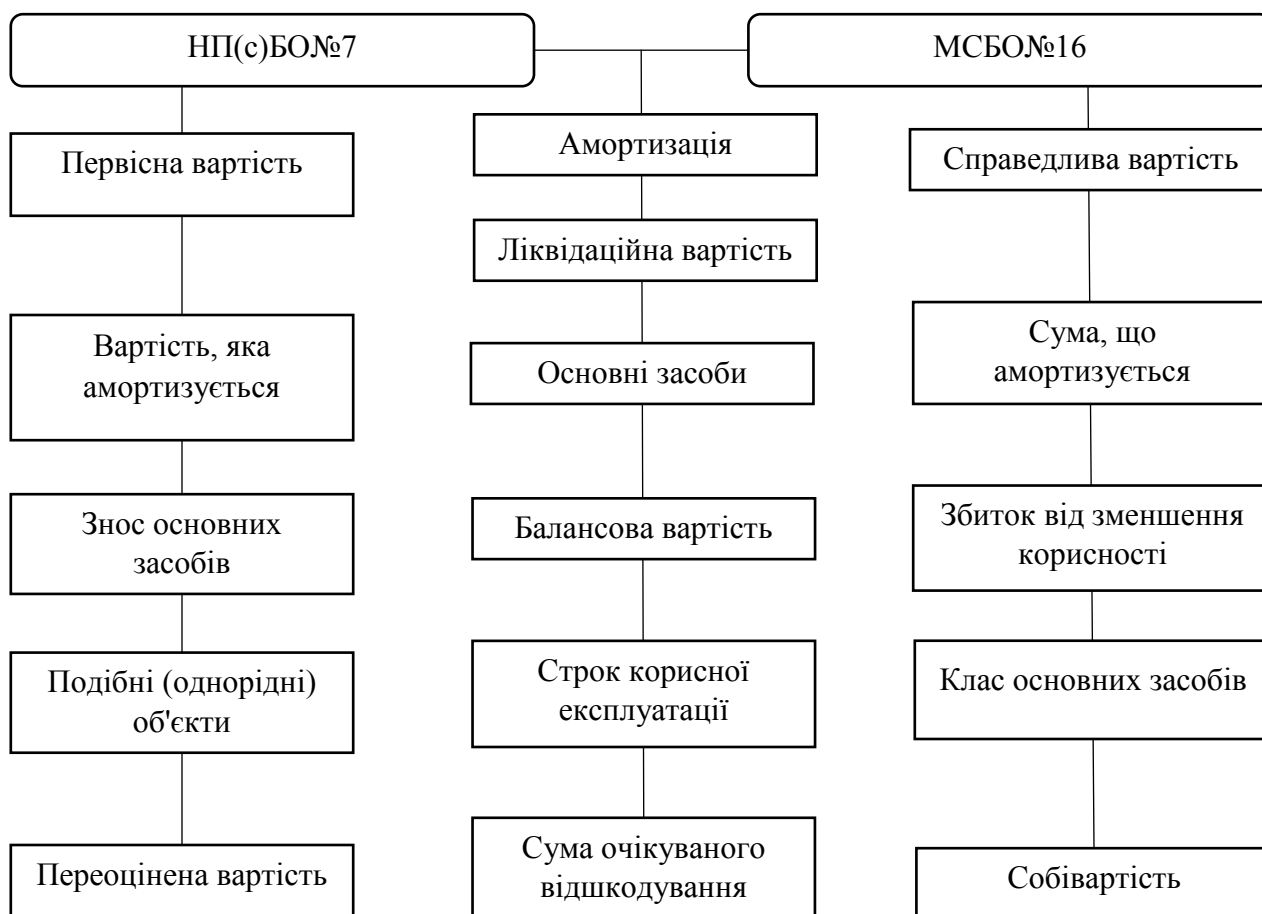 НП(с)БО№7
МСБО№16
Первісна вартість
Амортизація
Справедлива вартість
Ліквідаційна вартість
Вартість, яка
амортизується
Основні засоби
Сума, що
амортизується
Знос основних
засобів
Балансова вартість
Збиток від зменшення
корисності
Подібні (однорідні)
об'єкти
Строк корисної
експлуатації
Клас основних засобів
Переоцінена вартість
Сума очікуваного
відшкодування
Собівартість